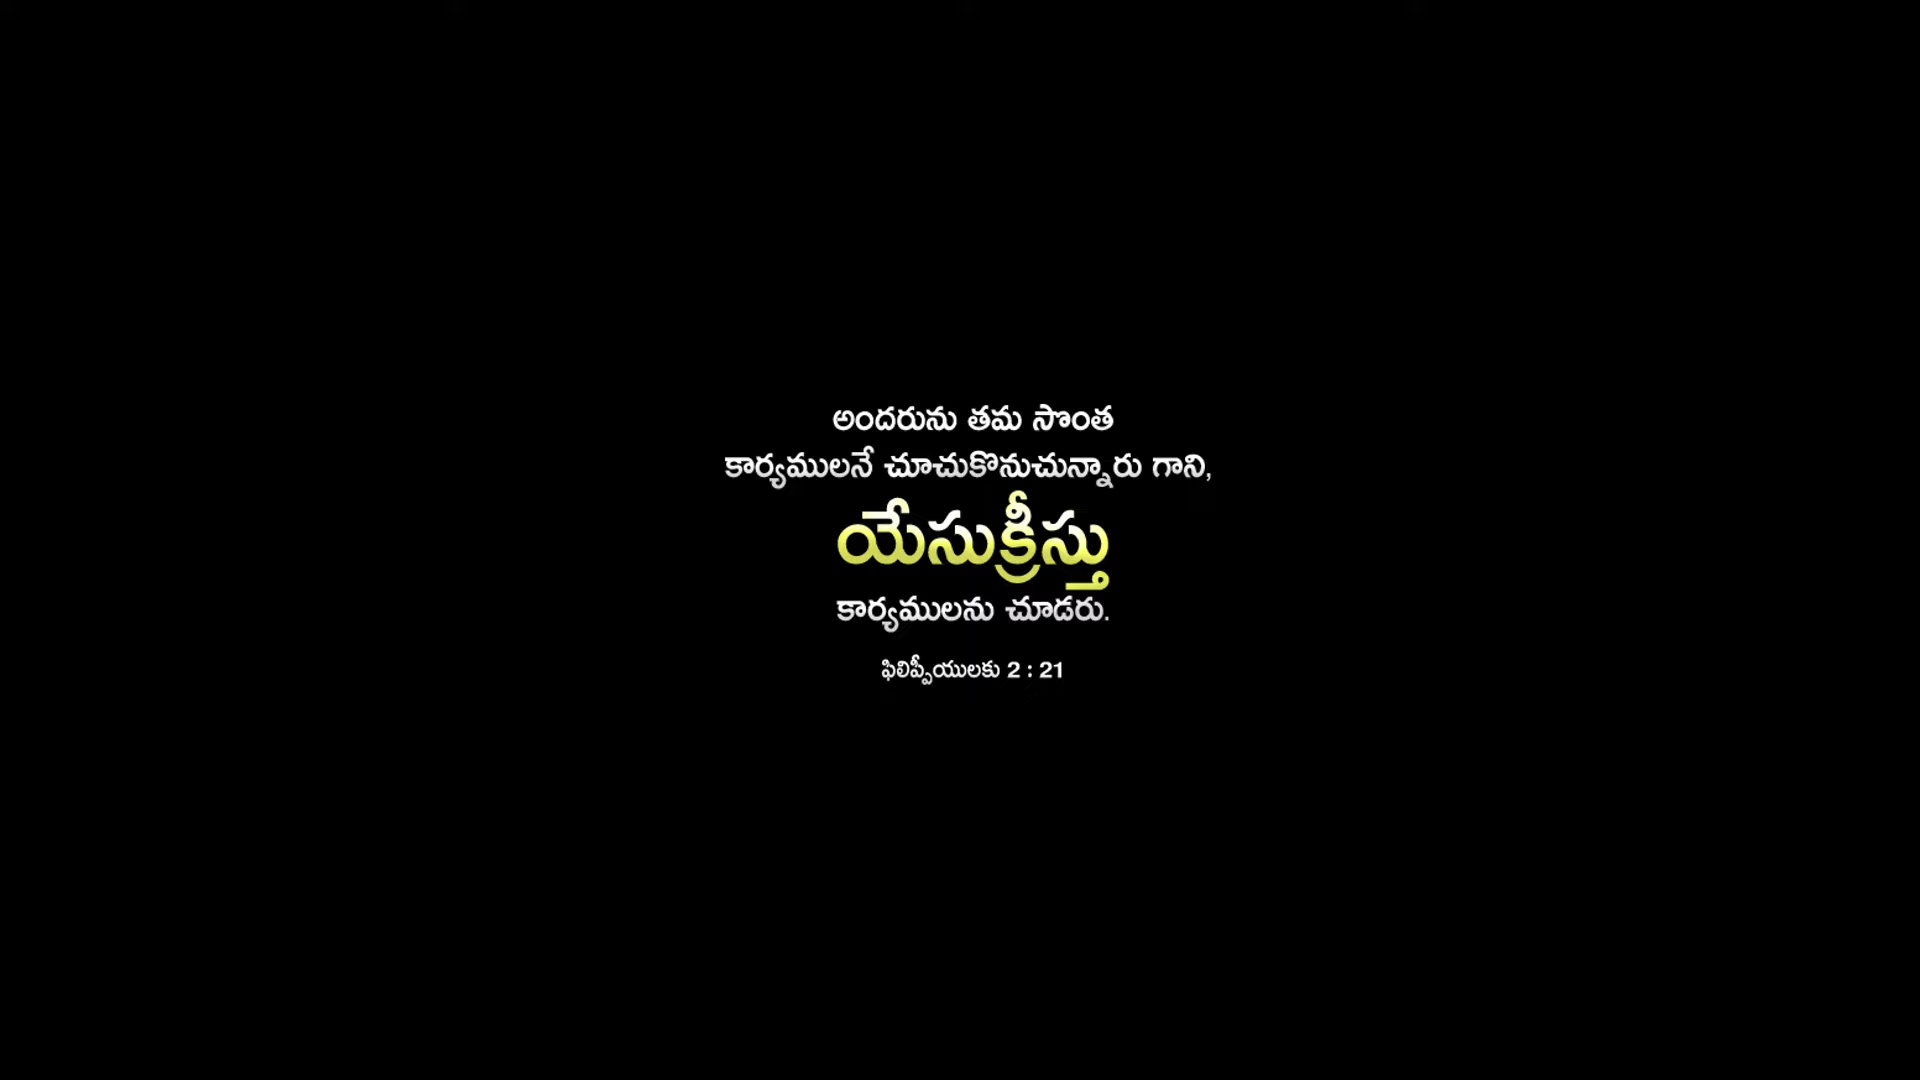 అందరును తమ సొంత
కార్యములనే చూచుకొనుచున్నారు గాని,
యేసుక్రీస్తు
కార్యములను చూడరు.
ఫిలిప్పీయులకు 2 : 21